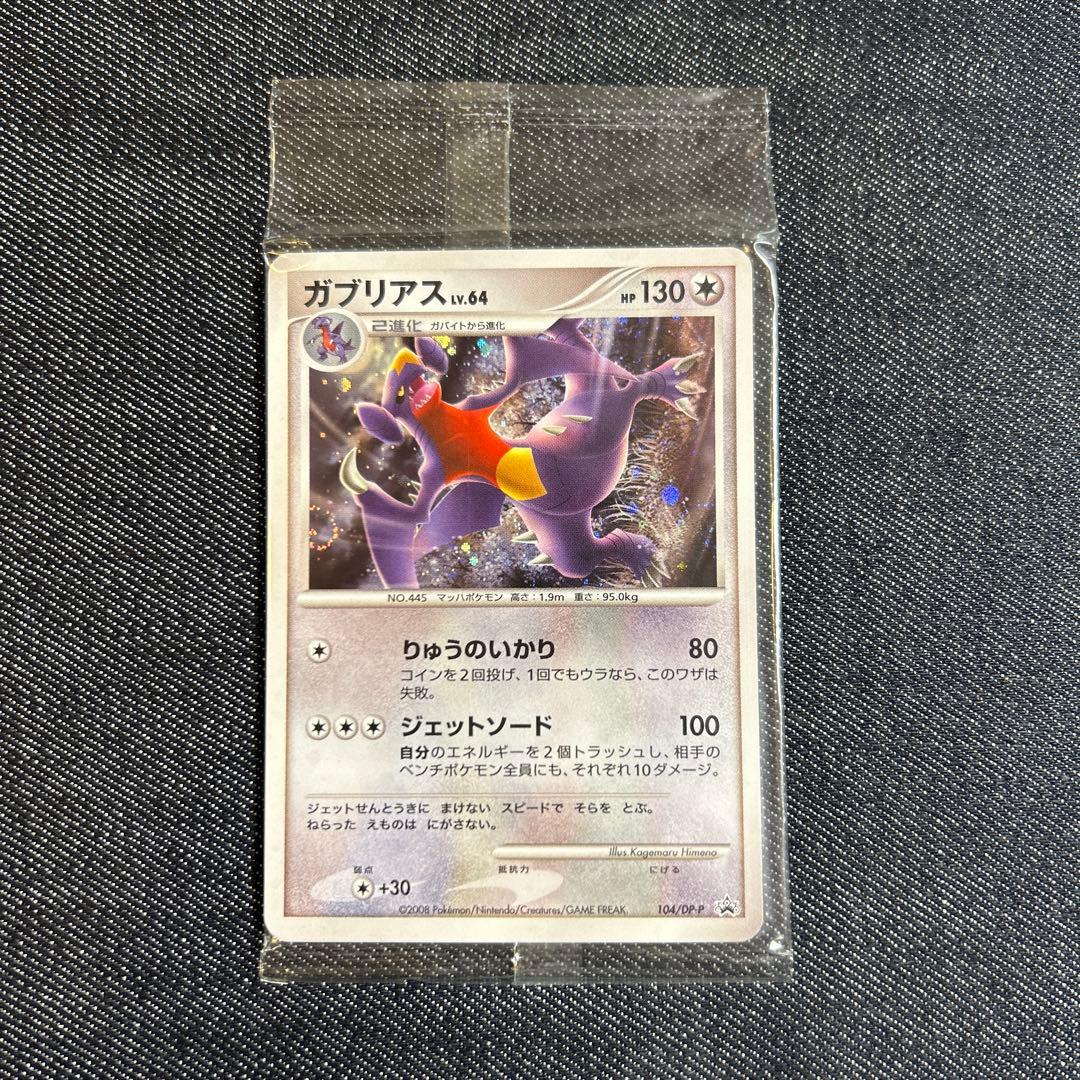 ガブリアス LV.64 HP 130
2進化 ガバイトから進化
NO.445 マッハポケモン 高さ：1.9m 重さ：95.0kg
りゅうのいかり 80
コインを2回投げ、1回でもウラなら、このワザは
失敗。
ジェットソード 100
自分のエネルギーを2個トラッシュし、相手の
ベンチポケモン全員にも、それぞれ10ダメージ。
ジェットせんとうきに まけない スピードで そらを とぶ。
ねらった えものは にがさない。
Illus.Kagemaru Himeno
弱点 抵抗力 にげる
+30
©2008 Pokémon/Nintendo/Creatures/GAME FREAK. 104/DP-P